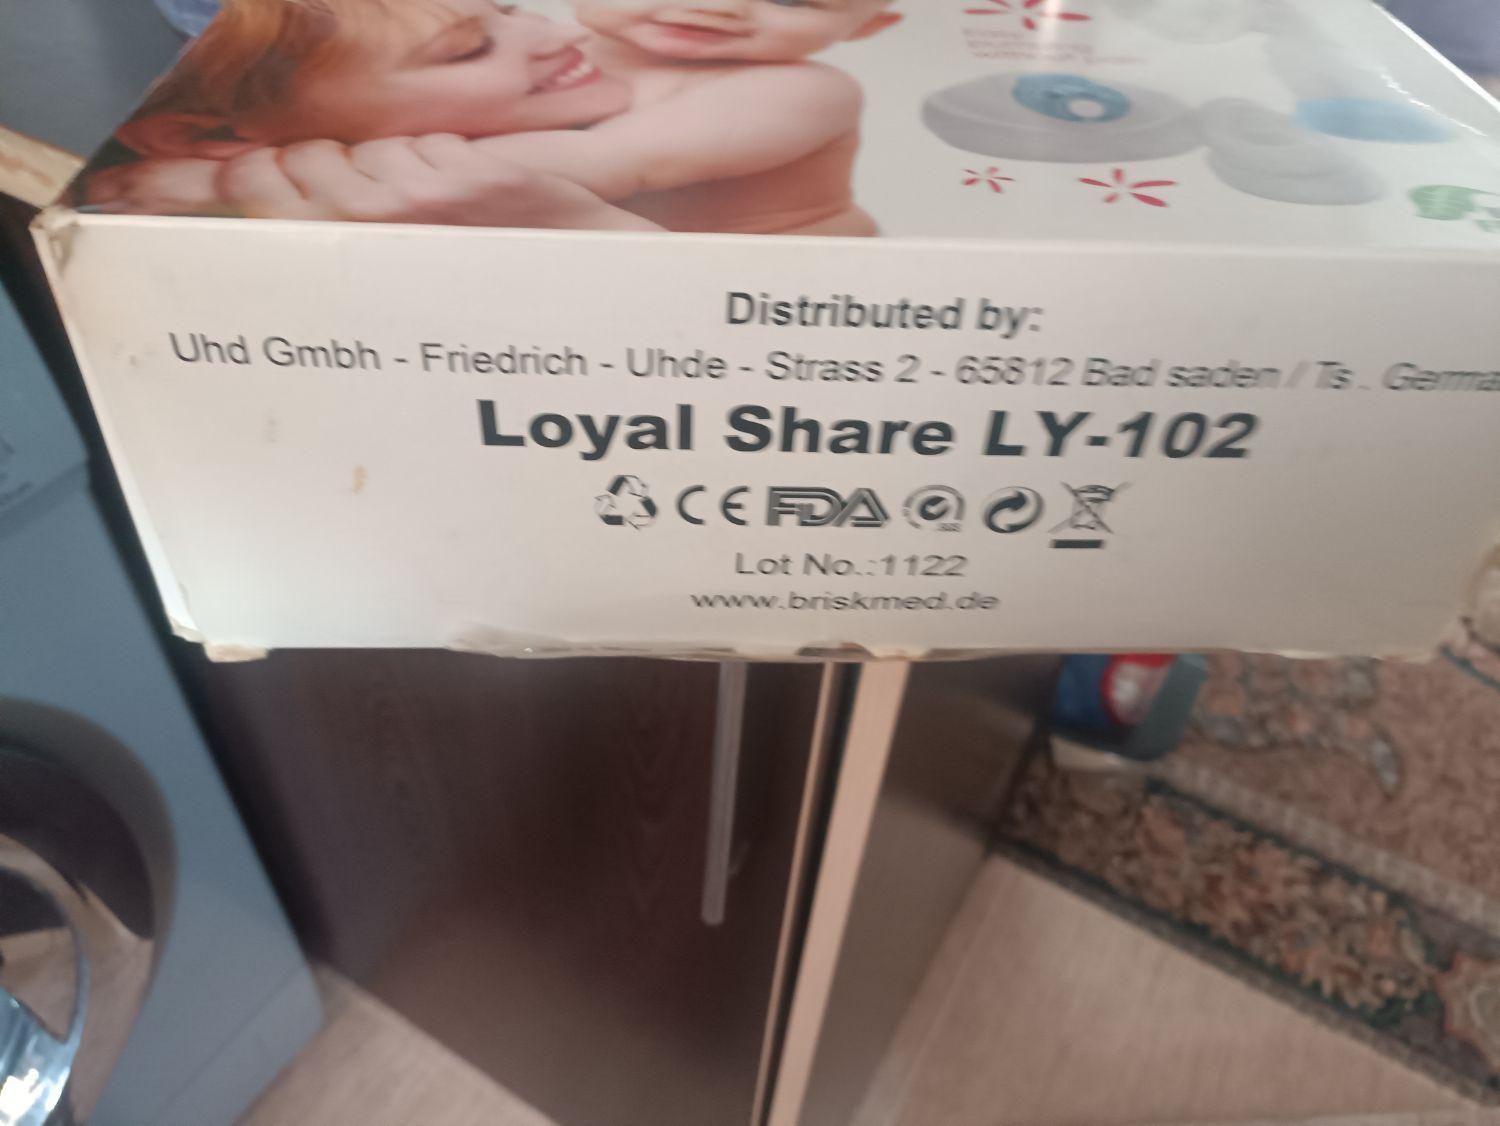 Distributed by:
Uhd Gmbh - Friedrich - Uhde - Strass 2 - 65812 Bad saden / Ts . Germa
Loyal Share LY-102
CE FDA
Lot No.:1122
www.briskmed.de